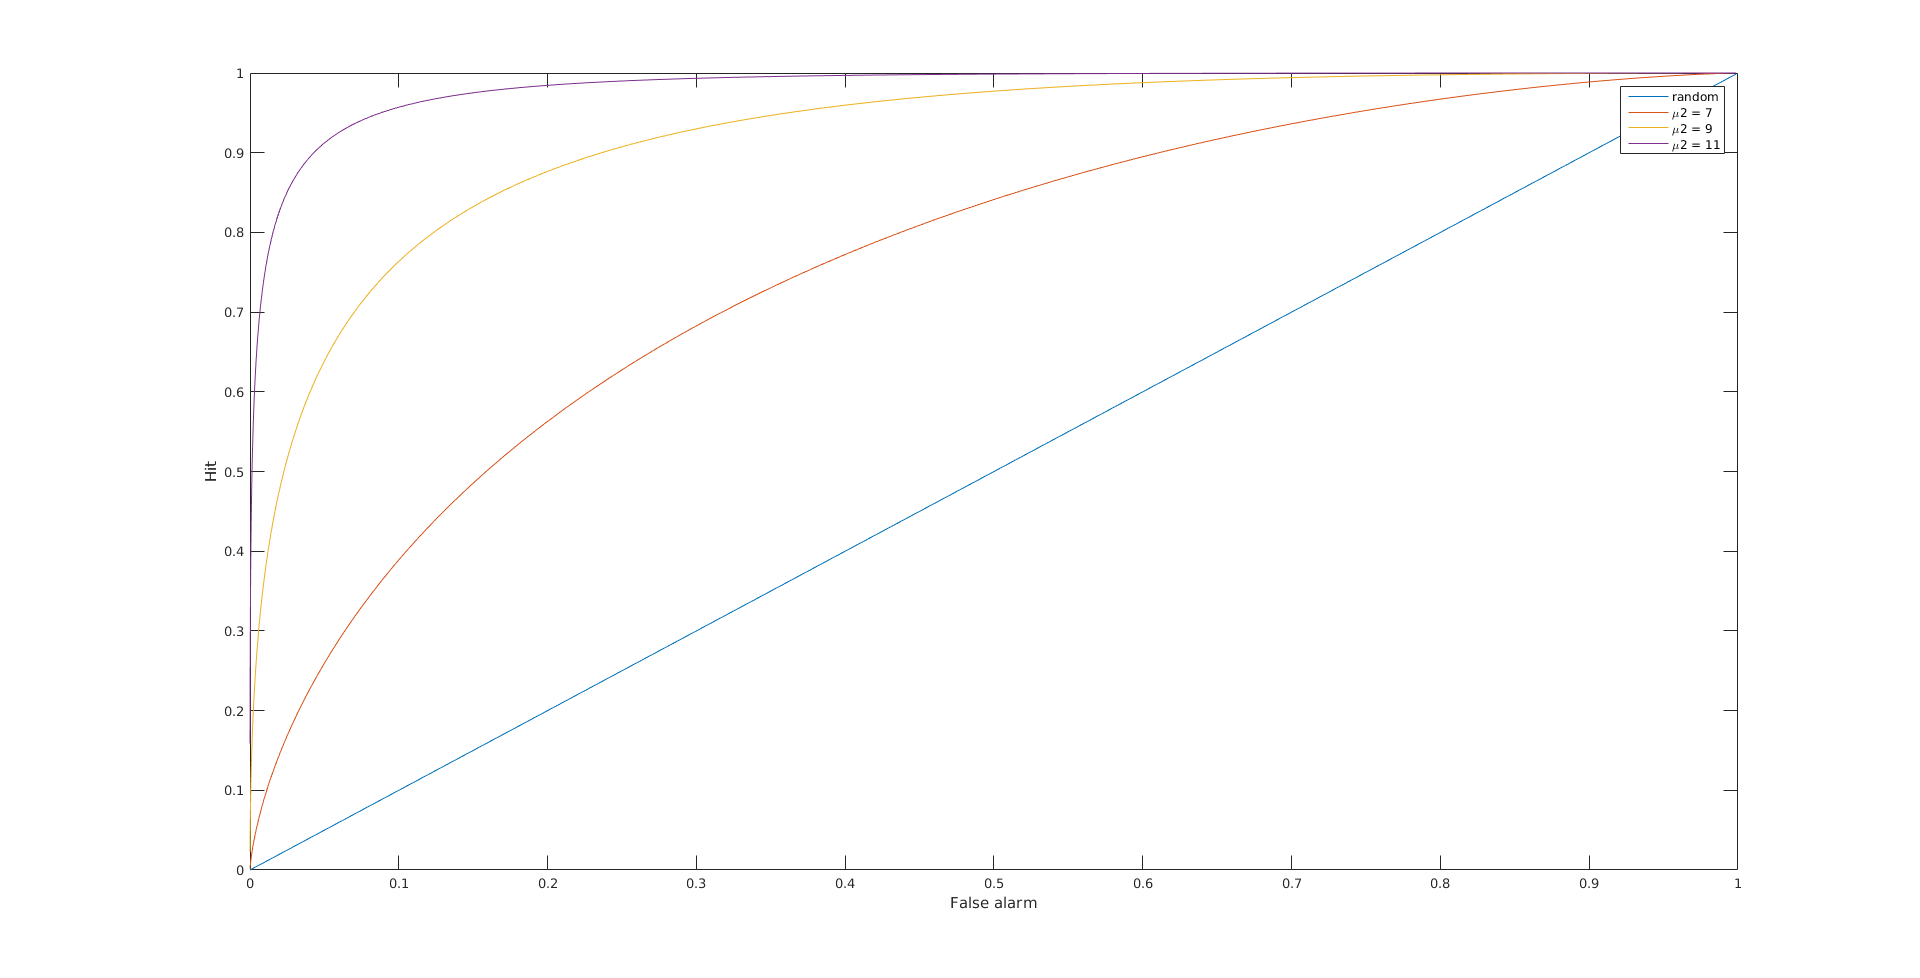 1
0.9
0.8
0.7
0.6
0.5
0.4
0.3
0.2
0.1
0
Hit
random
μ2 = 7
μ2 = 9
μ2 = 11
0 0.1 0.2 0.3 0.4 0.5 0.6 0.7 0.8 0.9 1
False alarm